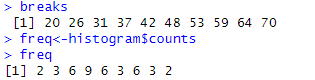 > breaks
[1] 20 26 31 37 42 48 53 59 64 70
> freq<-histogram$counts
> freq
[1] 2 3 6 9 6 3 6 3 2